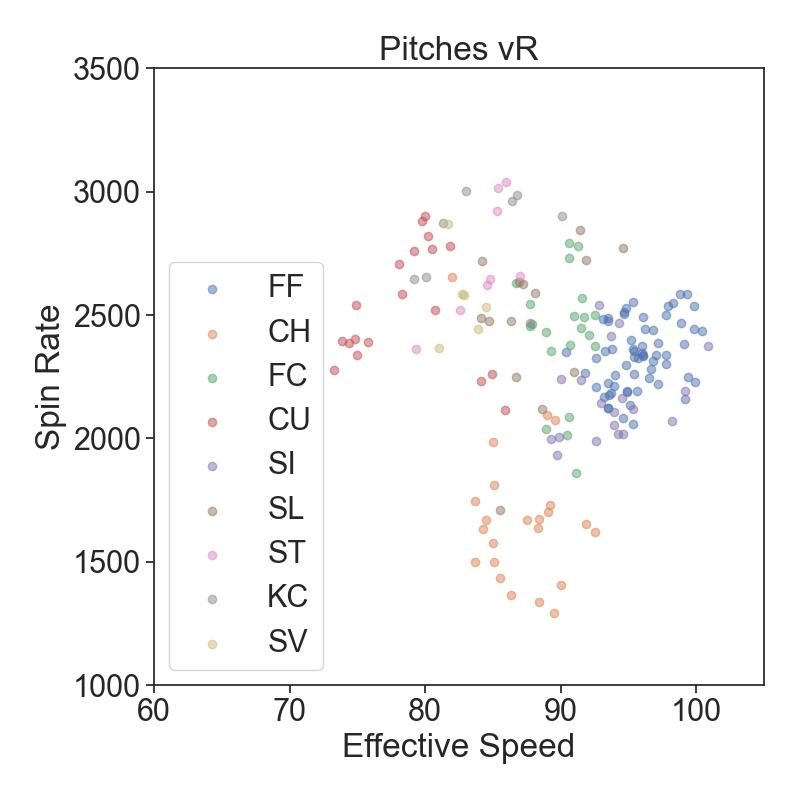 Pitches vR
3500
3000
2500
2000
1500
1000
Spin Rate
FF
CH
FC
CU
SI
SL
ST
KC
SV
60 70 80 90 100
Effective Speed